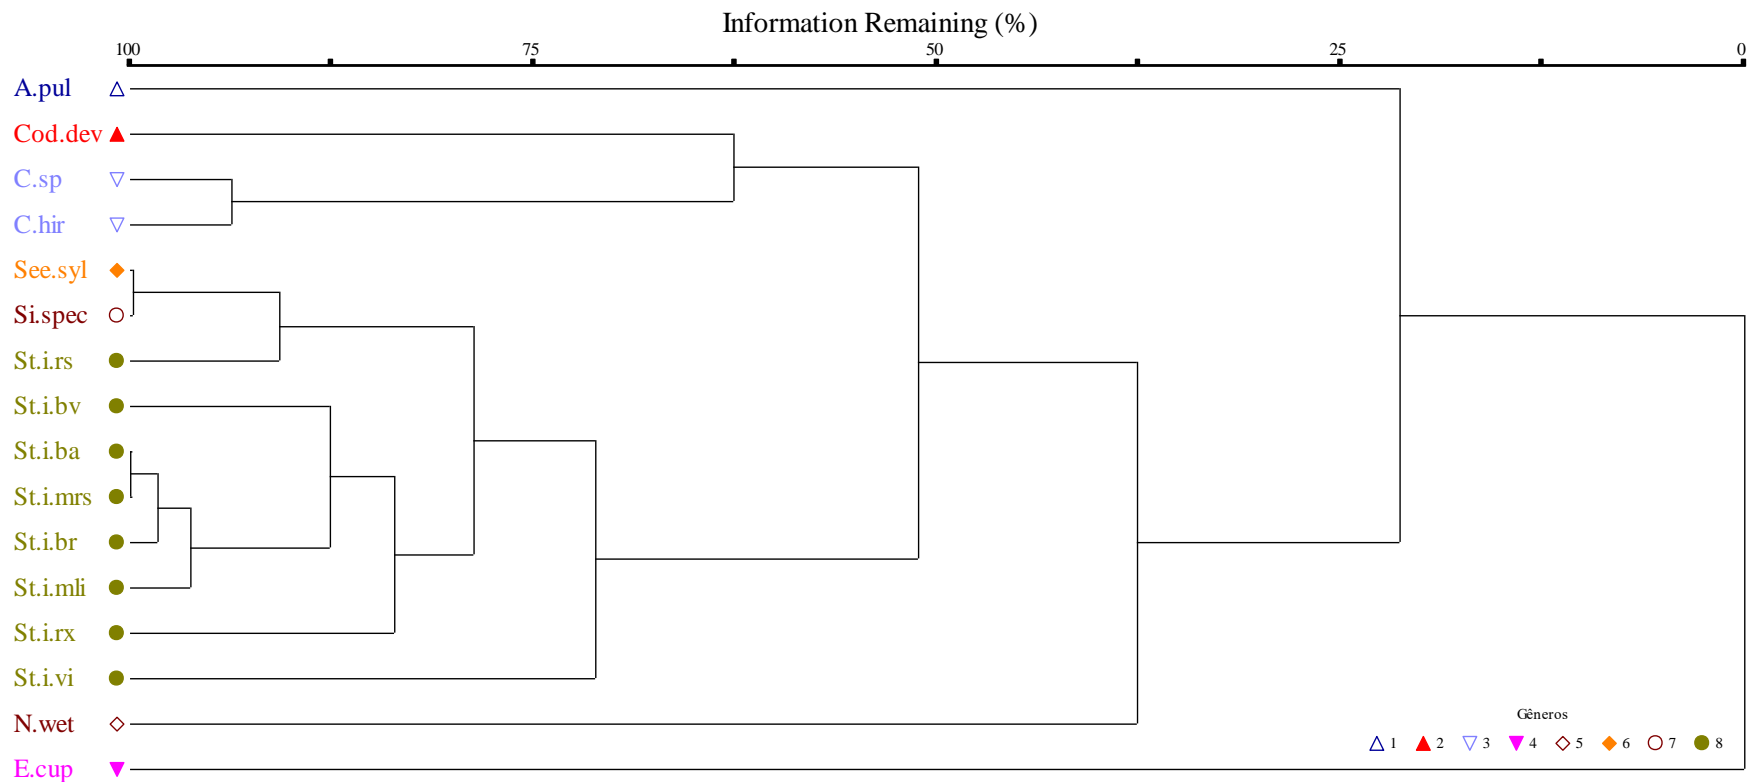 Information Remaining (%)
100 75 50 25 0
A.pul
Cod.dev
C.sp
C.hir
See.syl
Si.spec
St.i.rs
St.i.bv
St.i.ba
St.i.mrs
St.i.br
St.i.mli
St.i.rx
St.i.vi
N.wet
E.cup
Gêneros
1 2 3 4 5 6 7 8